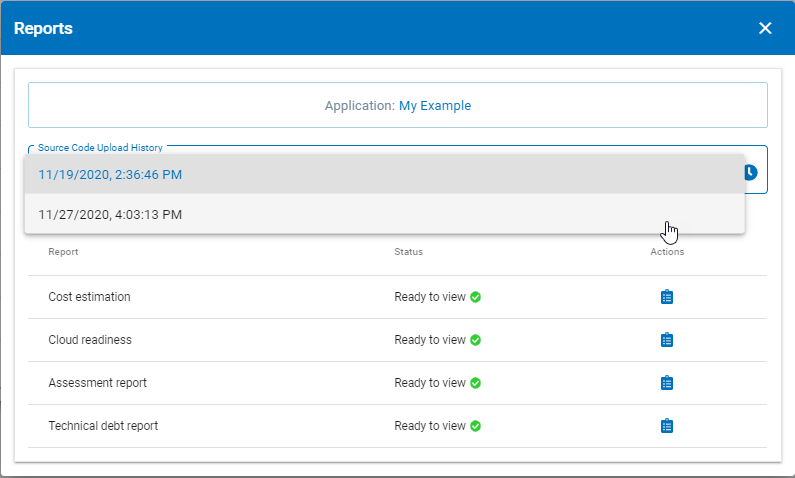 Reports
Application: My Example
Source Code Upload History
11/19/2020, 2:36:46 PM
11/27/2020, 4:03:13 PM
Report Status Actions
Cost estimation Ready to view
Cloud readiness Ready to view
Assessment report Ready to view
Technical debt report Ready to view